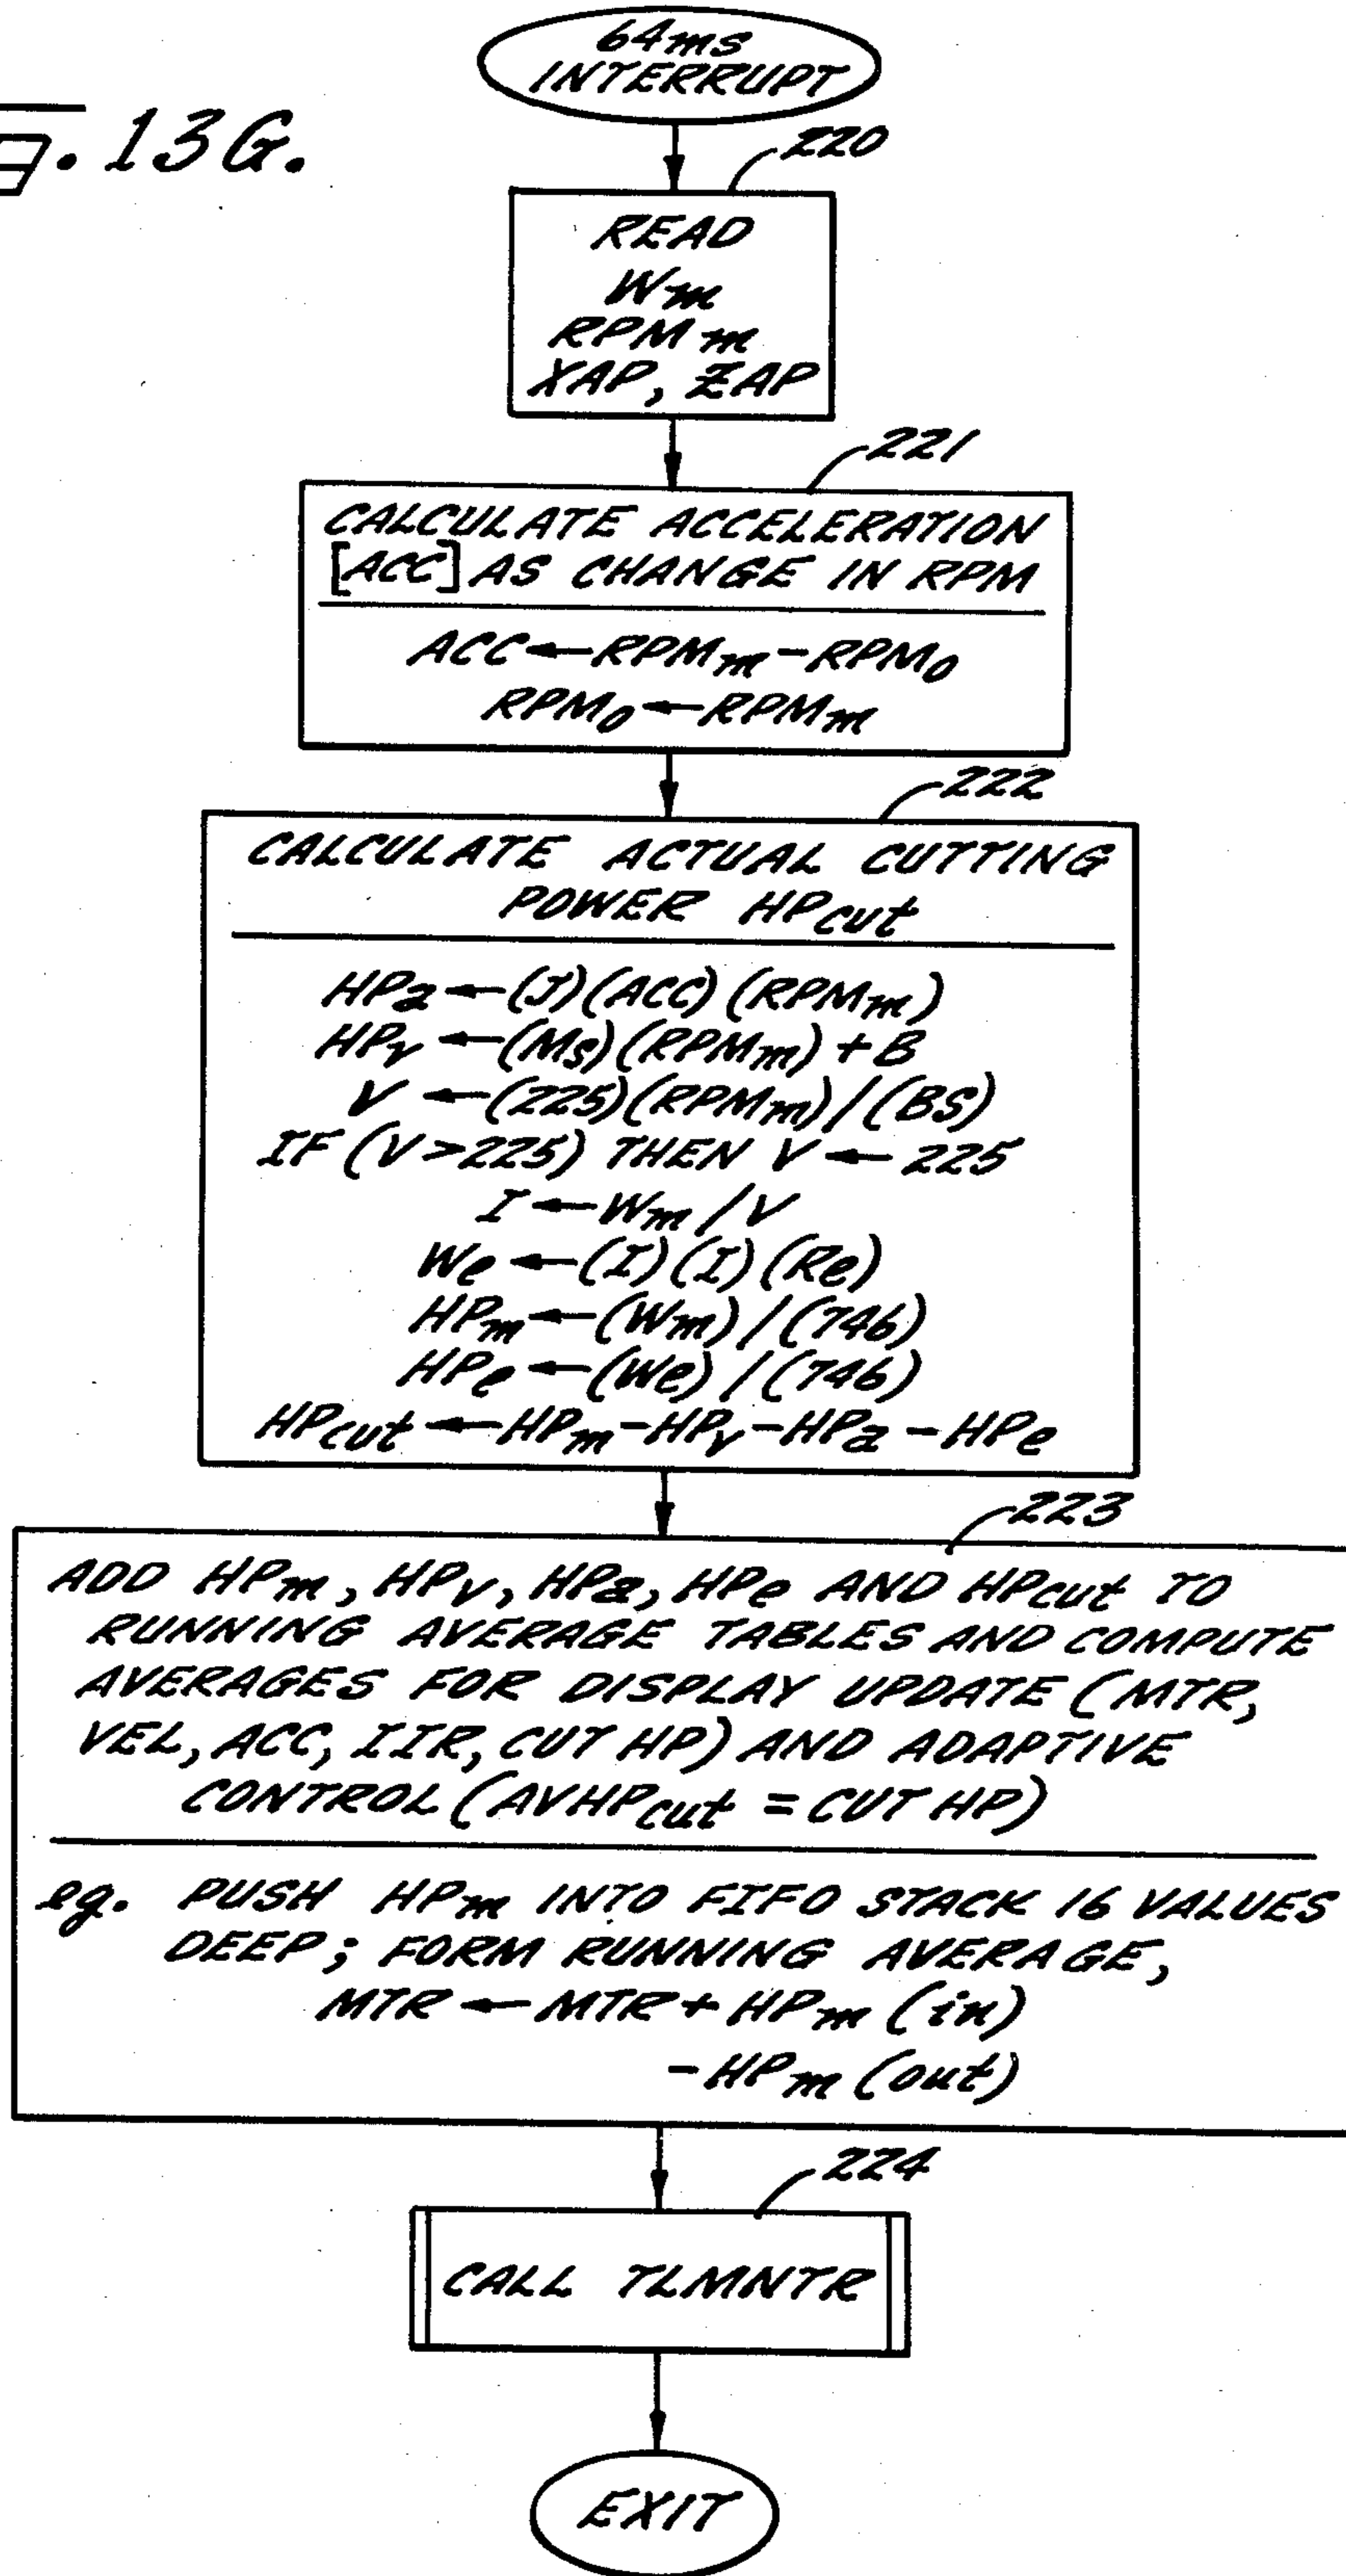 g. 13G.
64ms
INTERRUPT
220
READ
Wm
RPMm
XAP, ZAP
221
CALCULATE ACCELERATION
[ACC] AS CHANGE IN RPM
ACC←RPMm-RPMo
RPMo←RPMm
222
CALCULATE ACTUAL CUTTING
POWER HPcut
HPa←(J)(ACC)(RPMm)
HPv←(Ms)(RPMm)+B
V←(225)(RPMm)/(BS)
IF (V>225) THEN V←225
I←Wm/V
We←(I)(I)(Re)
HPm←(Wm)/(746)
HPe←(We)/(746)
HPcut←HPm-HPv-HPa-HPe
223
ADD HPm, HPv, HPa, HPe AND HPcut TO
RUNNING AVERAGE TABLES AND COMPUTE
AVERAGES FOR DISPLAY UPDATE (MTR,
VEL, ACC, IIR, CUT HP) AND ADAPTIVE
CONTROL (AVHPcut = CUT HP)
eg. PUSH HPm INTO FIFO STACK 16 VALUES
DEEP; FORM RUNNING AVERAGE,
MTR←MTR+HPm(in)
-HPm(out)
224
CALL TLMNTR
EXIT